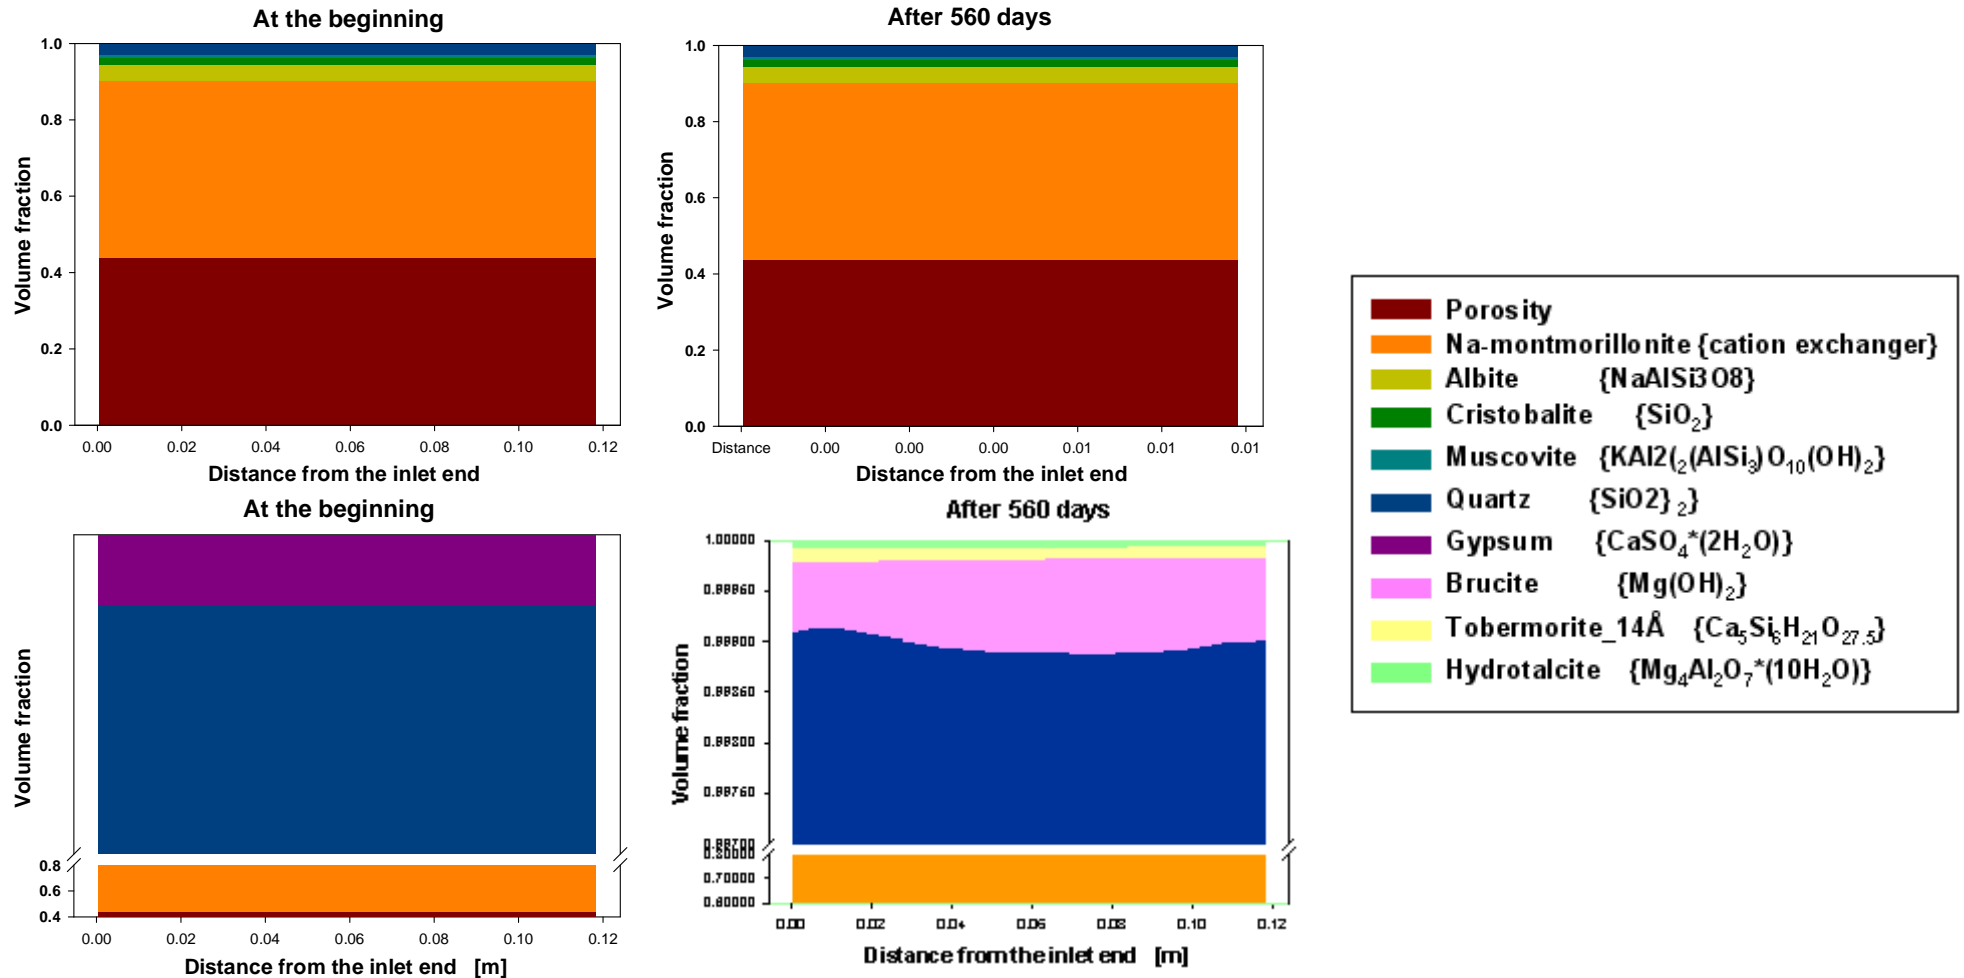 At the beginning
1.0
0.8
0.6
0.4
0.2
0.0
Volume fraction
0.00 0.02 0.04 0.06 0.08 0.10 0.12
Distance from the inlet end
After 560 days
1.0
0.8
0.6
0.4
0.2
0.0
Volume fraction
Distance 0.00 0.00 0.00 0.01 0.01 0.01
Distance from the inlet end
At the beginning
Volume fraction
0.8
0.6
0.4
0.00 0.02 0.04 0.06 0.08 0.10 0.12
Distance from the inlet end [m]
After 560 days
1.00000
Volume fraction
0.70000
0.00 0.02 0.04 0.06 0.08 0.10 0.12
Distance from the inlet end [m]
Porosity
Na-montmorillonite {cation exchanger}
Albite {NaAlSi3O8}
Cristobalite {SiO2}
Muscovite {KAl2(2(AlSi3)O10(OH)2}
Quartz {SiO2} 2}
Gypsum {CaSO4*(2H2O)}
Brucite {Mg(OH)2}
Tobermorite_14Å {Ca5Si6H21O27.5}
Hydrotalcite {Mg4Al2O7*(10H2O)}